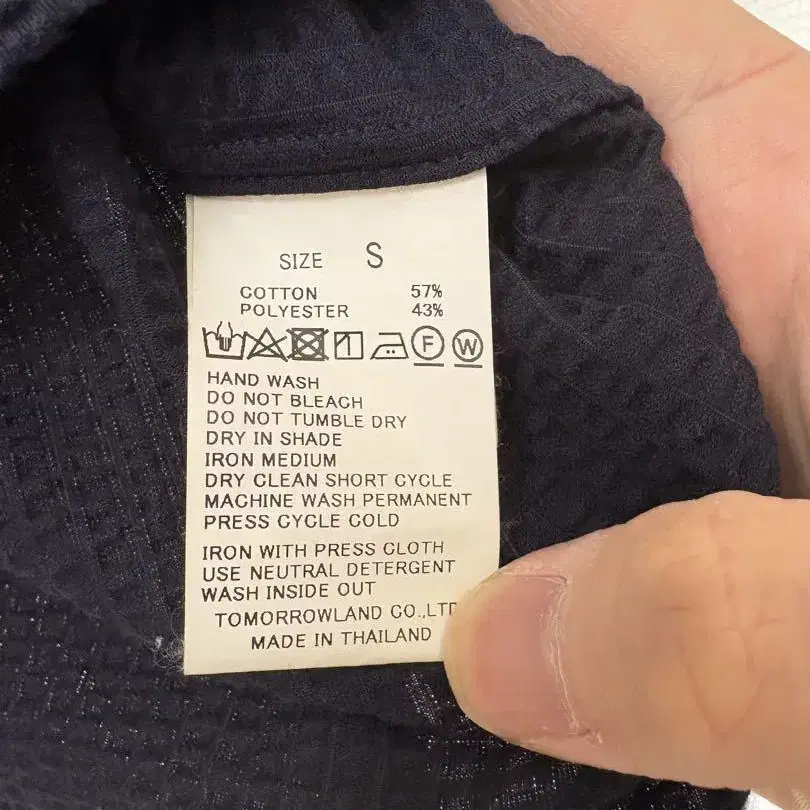 SIZE S
COTTON 57%
POLYESTER 43%
F W
HAND WASH
DO NOT BLEACH
DO NOT TUMBLE DRY
DRY IN SHADE
IRON MEDIUM
DRY CLEAN SHORT CYCLE
MACHINE WASH PERMANENT
PRESS CYCLE COLD
IRON WITH PRESS CLOTH
USE NEUTRAL DETERGENT
WASH INSIDE OUT
TOMORROWLAND CO.,LTD
MADE IN THAILAND